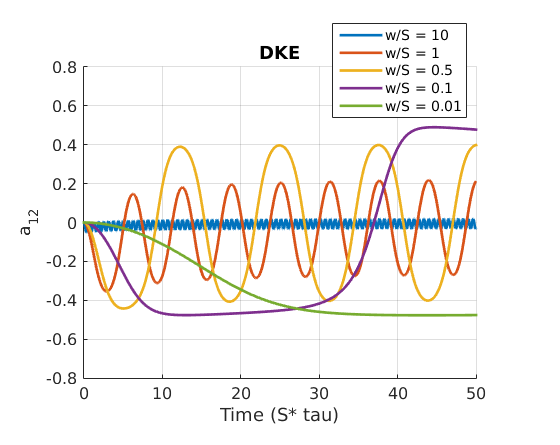 DKE
w/S = 10
w/S = 1
w/S = 0.5
w/S = 0.1
w/S = 0.01
0.8
0.6
0.4
0.2
0
-0.2
-0.4
-0.6
-0.8
a12
0 10 20 30 40 50
Time (S* tau)